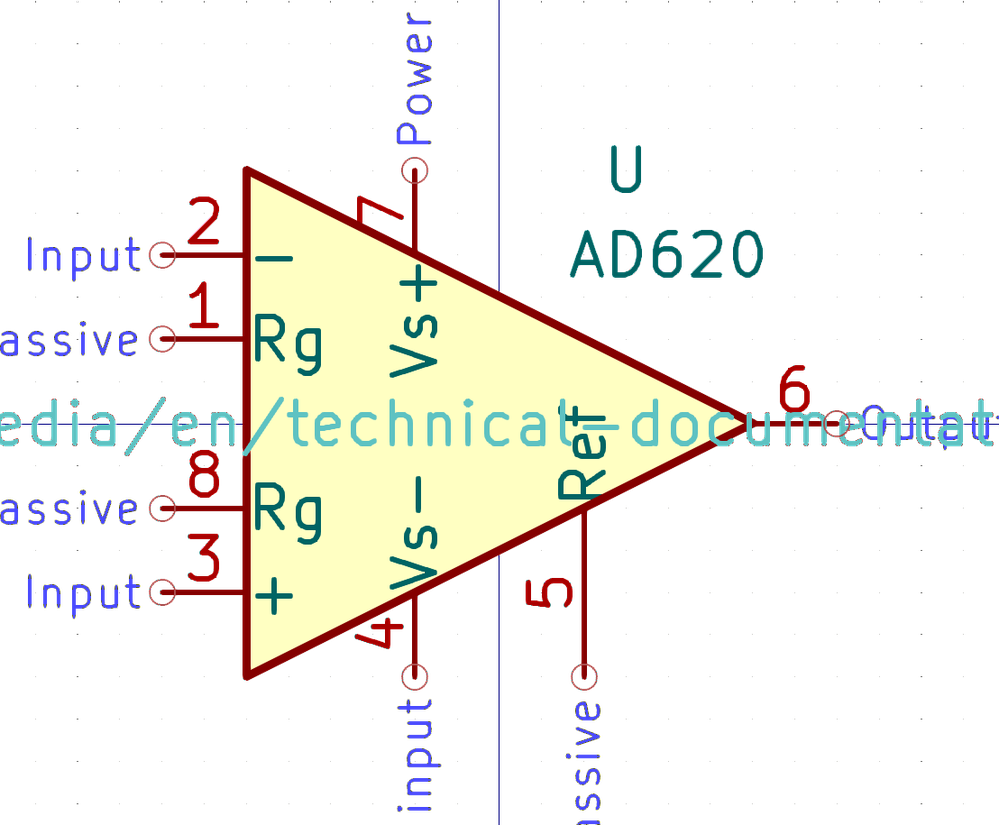 Power
U
AD620
7
2
Input
−
Vs+
1
assive
Rg
6
edia/en/technical-documentat
Output
Ref
8
assive
Rg
Vs-
3
Input
+
5
4
input
assive